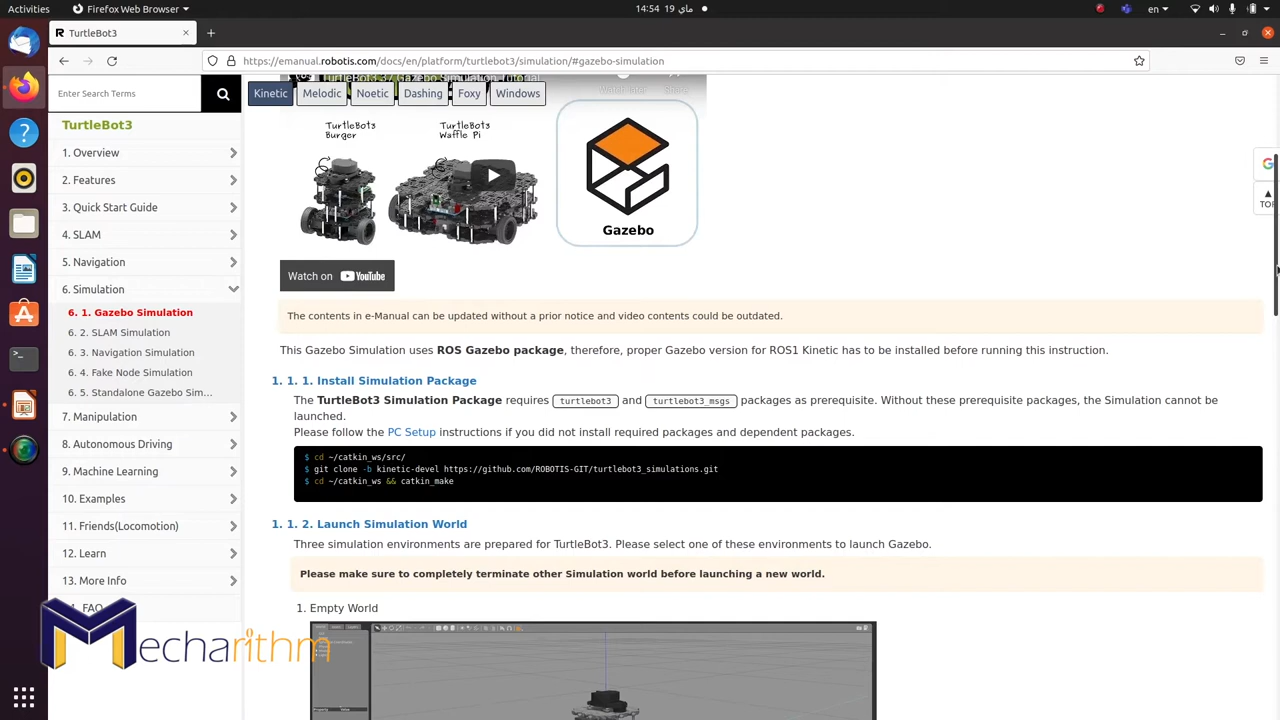 Activities
Firefox Web Browser
14:54 19 ماي
en
TurtleBot3
https://emanual.robotis.com/docs/en/platform/turtlebot3/simulation/#gazebo-simulation
Enter Search Terms
TurtleBot3
1. Overview
2. Features
3. Quick Start Guide
4. SLAM
5. Navigation
6. Simulation
6. 1. Gazebo Simulation
6. 2. SLAM Simulation
6. 3. Navigation Simulation
6. 4. Fake Node Simulation
6. 5. Standalone Gazebo Sim…
7. Manipulation
8. Autonomous Driving
9. Machine Learning
10. Examples
11. Friends(Locomotion)
12. Learn
13. More Info
FAQ
Mecharithm
Kinetic Melodic Noetic Dashing Foxy Windows
Watch later Share
TurtleBot3
Burger
TurtleBot3
Waffle Pi
Gazebo
Watch on YouTube
The contents in e-Manual can be updated without a prior notice and video contents could be outdated.
This Gazebo Simulation uses ROS Gazebo package, therefore, proper Gazebo version for ROS1 Kinetic has to be installed before running this instruction.
1. 1. 1. Install Simulation Package
The TurtleBot3 Simulation Package requires turtlebot3 and turtlebot3_msgs packages as prerequisite. Without these prerequisite packages, the Simulation cannot be
launched.
Please follow the PC Setup instructions if you did not install required packages and dependent packages.
$ cd ~/catkin_ws/src/
$ git clone -b kinetic-devel https://github.com/ROBOTIS-GIT/turtlebot3_simulations.git
$ cd ~/catkin_ws && catkin_make
1. 1. 2. Launch Simulation World
Three simulation environments are prepared for TurtleBot3. Please select one of these environments to launch Gazebo.
Please make sure to completely terminate other Simulation world before launching a new world.
1. Empty World
G
TOP